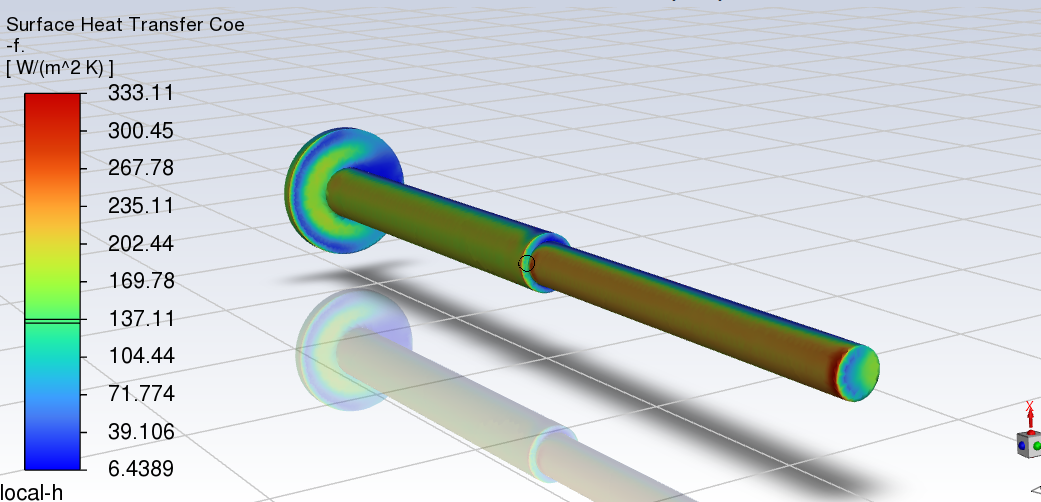 Surface Heat Transfer Coe
-f.
[ W/(m^2 K) ]
333.11
300.45
267.78
235.11
202.44
169.78
137.11
104.44
71.774
39.106
6.4389
local-h
X